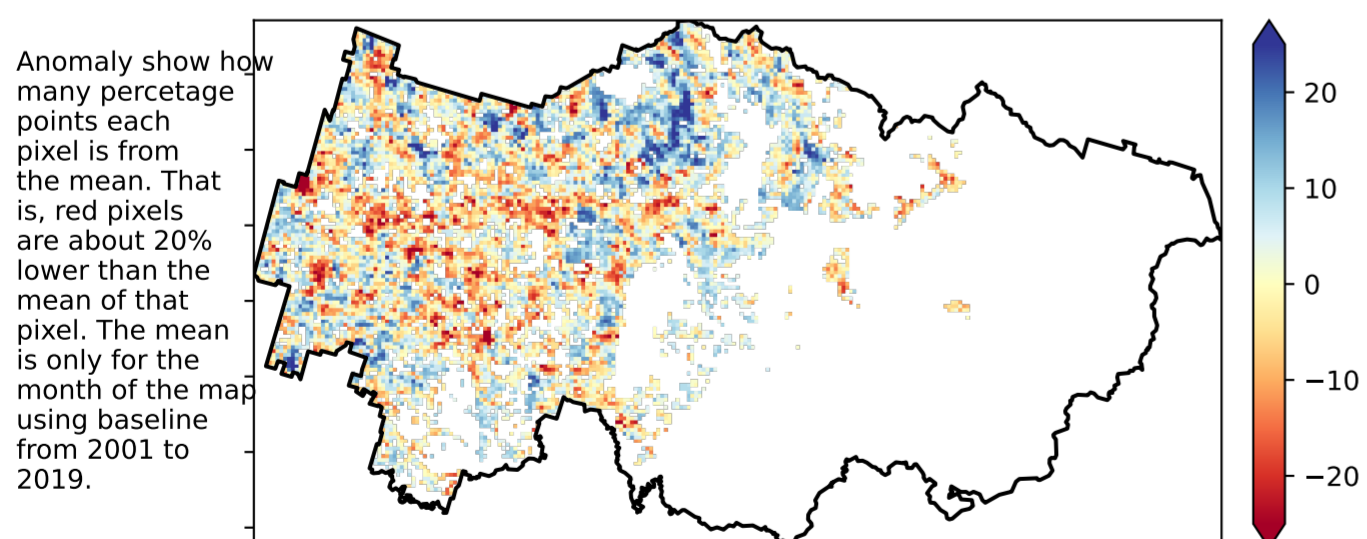 Anomaly show how
many percetage
points each
pixel is from
the mean. That
is, red pixels
are about 20%
lower than the
mean of that
pixel. The mean
is only for the
month of the map
using baseline
from 2001 to
2019.
20
10
0
−10
−20